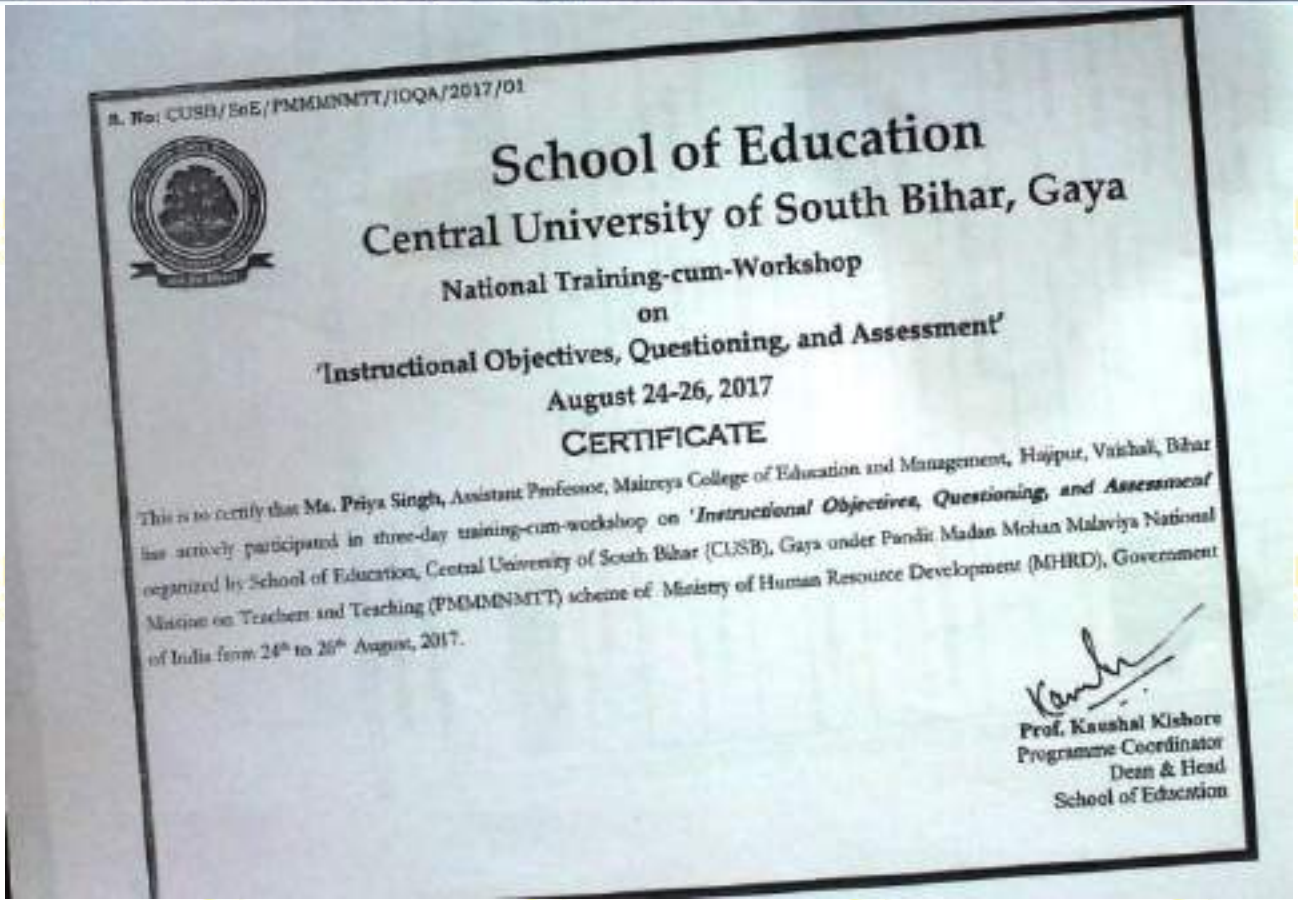 S. No: CUSB/SoE/PMMMNMTT/IOQA/2017/01
School of Education
Central University of South Bihar, Gaya
National Training-cum-Workshop
on
'Instructional Objectives, Questioning, and Assessment'
August 24-26, 2017
CERTIFICATE
This is to certify that Ms. Priya Singh, Assistant Professor, Maitreya College of Education and Management, Hajipur, Vaishali, Bihar
has actively participated in three-day training-cum-workshop on 'Instructional Objectives, Questioning, and Assessment'
organized by School of Education, Central University of South Bihar (CUSB), Gaya under Pandit Madan Mohan Malaviya National
Mission on Teachers and Teaching (PMMMNMTT) scheme of Ministry of Human Resource Development (MHRD), Government
of India from 24th to 26th August, 2017.
Prof. Kaushal Kishore
Programme Coordinator
Dean & Head
School of Education